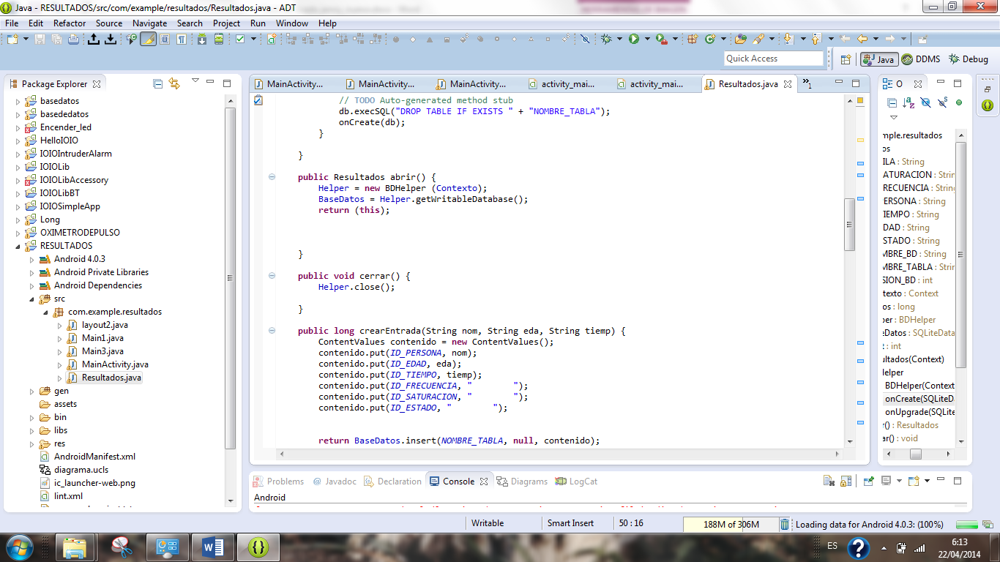 Java - RESULTADOS/src/com/example/resultados/Resultados.java - ADT
File Edit Refactor Source Navigate Search Project Run Window Help
Quick Access
Java DDMS Debug
Package Explorer
basedatos
basededatos
Encender_led
HelloIOIO
IOIOIntruderAlarm
IOIOLib
IOIOLibAccessory
IOIOLibBT
IOIOSimpleApp
Long
OXIMETRODEPULSO
RESULTADOS
Android 4.0.3
Android Private Libraries
Android Dependencies
src
com.example.resultados
layout2.java
Main1.java
Main3.java
MainActivity.java
Resultados.java
gen
assets
bin
libs
res
AndroidManifest.xml
diagrama.ucls
ic_launcher-web.png
lint.xml
MainActivity... MainActivity... MainActivity... activity_mai... activity_mai... Resultados.java »1
// TODO Auto-generated method stub
db.execSQL("DROP TABLE IF EXISTS " + "NOMBRE_TABLA");
onCreate(db);
}
}
public Resultados abrir() {
Helper = new BDHelper (Contexto);
BaseDatos = Helper.getWritableDatabase();
return (this);
}
public void cerrar() {
Helper.close();
}
public long crearEntrada(String nom, String eda, String tiemp) {
ContentValues contenido = new ContentValues();
contenido.put(ID_PERSONA, nom);
contenido.put(ID_EDAD, eda);
contenido.put(ID_TIEMPO, tiemp);
contenido.put(ID_FRECUENCIA, "        ");
contenido.put(ID_SATURACION, "        ");
contenido.put(ID_ESTADO, "        ");
return BaseDatos.insert(NOMBRE_TABLA, null, contenido);
O
mple.resultados
os
ILA : String
ATURACION : String
RECUENCIA : String
ERSONA : String
TIEMPO : String
DAD : String
STADO : String
MBRE_BD : String
MBRE_TABLA : String
SION_BD : int
texto : Context
os : long
per : BDHelper
eDatos : SQLiteData
t : int
ultados(Context)
Helper
BDHelper(Context
onCreate(SQLiteDa
onUpgrade(SQLite
r() : Resultados
ar() : void
Problems @ Javadoc Declaration Console Diagrams LogCat
Android
Writable Smart Insert 50 : 16 188M of 306M Loading data for Android 4.0.3: (100%)
ES 6:13
22/04/2014